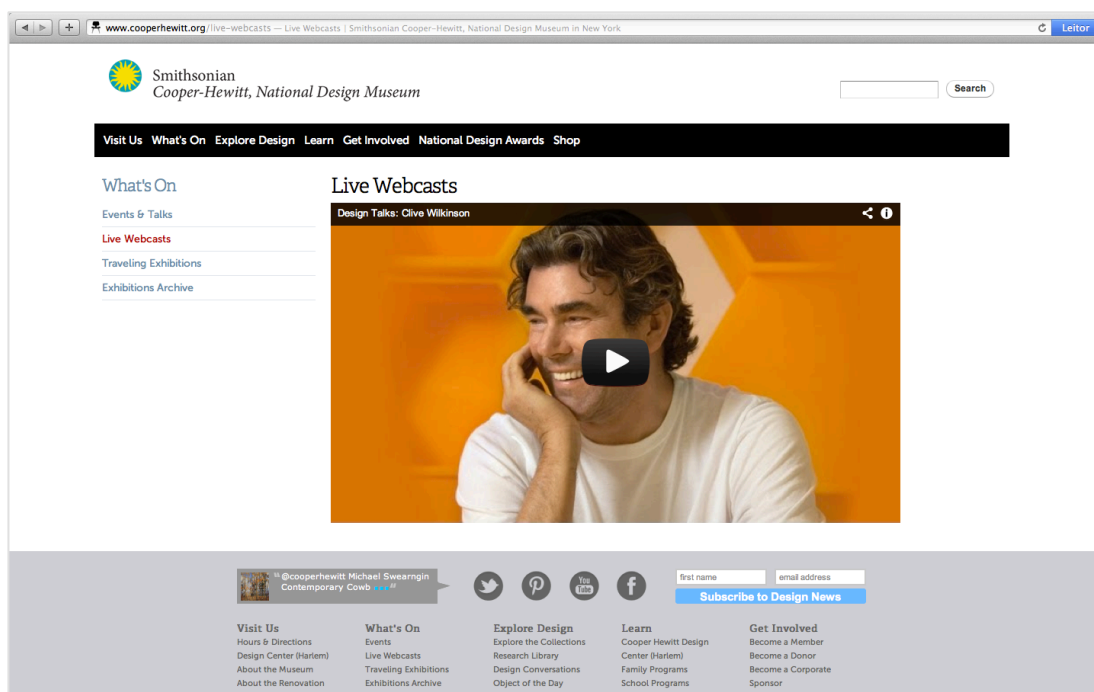 www.cooperhewitt.org/live-webcasts — Live Webcasts | Smithsonian Cooper-Hewitt, National Design Museum in New York
Leitor
Smithsonian
Cooper-Hewitt, National Design Museum
Search
Visit Us What's On Explore Design Learn Get Involved National Design Awards Shop
What's On
Events & Talks
Live Webcasts
Traveling Exhibitions
Exhibitions Archive
Live Webcasts
Design Talks: Clive Wilkinson
“ @cooperhewitt Michael Swearngin
Contemporary Cowb ...”
You
Tube
first name
email address
Subscribe to Design News
Visit Us
Hours & Directions
Design Center (Harlem)
About the Museum
About the Renovation
What's On
Events
Live Webcasts
Traveling Exhibitions
Exhibitions Archive
Explore Design
Explore the Collections
Research Library
Design Conversations
Object of the Day
Learn
Cooper Hewitt Design
Center (Harlem)
Family Programs
School Programs
Get Involved
Become a Member
Become a Donor
Become a Corporate
Sponsor